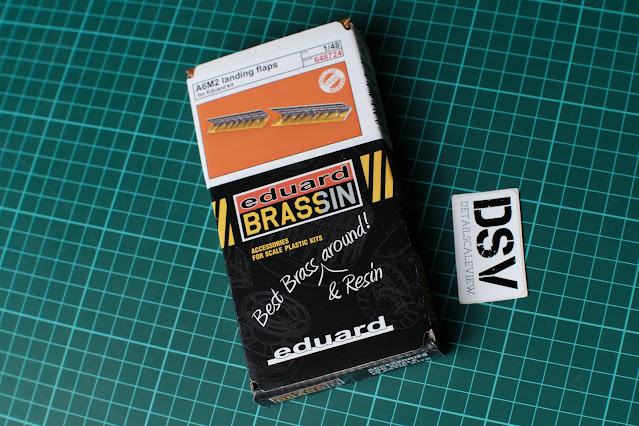 A6M2 landing flaps
for Eduard kit
1/48
648724
eduard
BRASSIN
ACCESSORIES
FOR SCALE PLASTIC KITS
Best Brass around!
& Resin
eduard
BRASSIN
DSV
DETAILSCALEVIEW